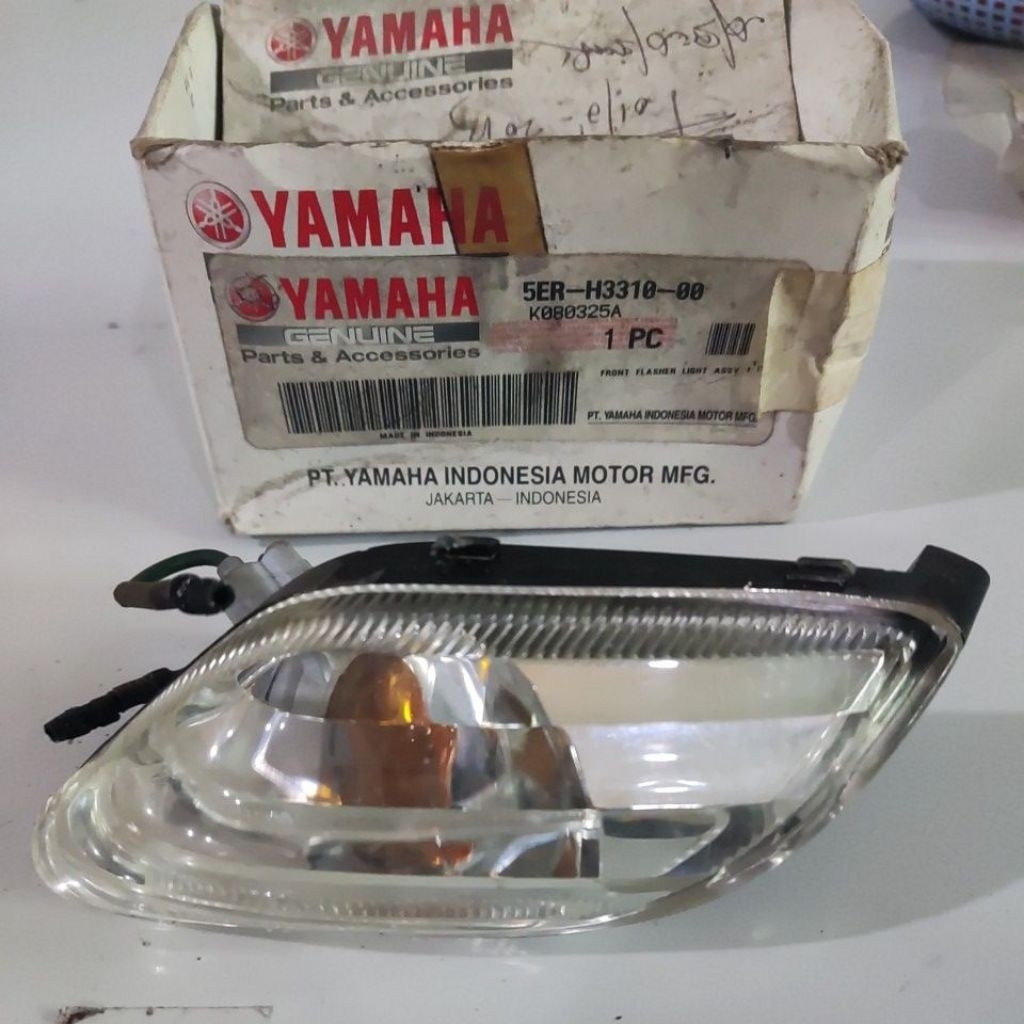 YAMAHA
GENUINE
Parts & Accessories
YAMAHA
YAMAHA
GENUINE
Parts & Accessories
5ER-H3310-00
K080325A
1 PC
FRONT FLASHER LIGHT ASSY
MADE IN INDONESIA
PT. YAMAHA INDONESIA MOTOR MFG.
PT. YAMAHA INDONESIA MOTOR MFG.
JAKARTA — INDONESIA